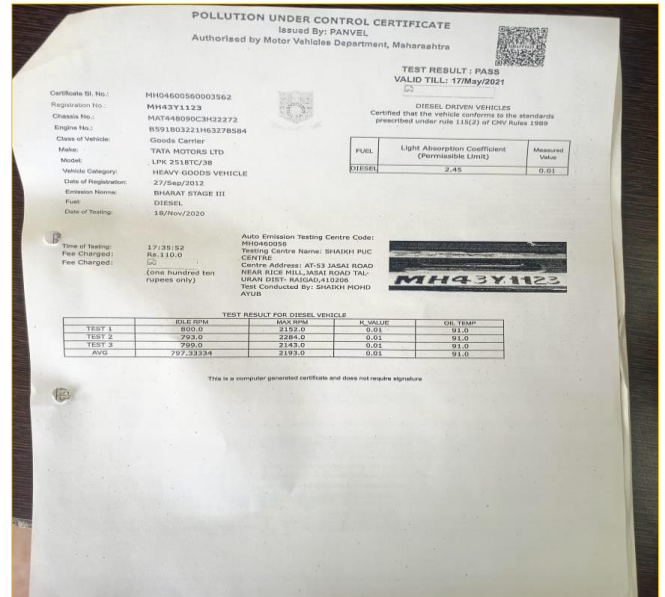 POLLUTION UNDER CONTROL CERTIFICATE
Issued By: PANVEL
Authorised by Motor Vehicles Department, Maharashtra
TEST RESULT : PASS
VALID TILL: 17/May/2021
Certificate Sl. No.: MH04600560003562
Registration No.: MH43Y1123
Chassis No.: MAT448090C3H22272
Engine No.: B591803221H63278584
Class of Vehicle: Goods Carrier
Make: TATA MOTORS LTD
Model: LPK 2518TC/38
Vehicle Category: HEAVY GOODS VEHICLE
Date of Registration: 27/Sep/2012
Emission Norms: BHARAT STAGE III
Fuel: DIESEL
Date of Testing: 18/Nov/2020
DIESEL DRIVEN VEHICLES
Certified that the vehicle conforms to the standards
prescribed under rule 115(2) of CMV Rules 1989
FUEL Light Absorption Coefficient (Permissible Limit) Measured Value
DIESEL 2.45 0.01
Time of Testing: 17:35:52
Fee Charged: Rs.110.0
Fee Charged:
(one hundred ten
rupees only)
Auto Emission Testing Centre Code:
MH0460056
Testing Centre Name: SHAIKH PUC
CENTRE
Centre Address: AT-53 JASAI ROAD
NEAR RICE MILL,JASAI ROAD TAL-
URAN DIST- RAIGAD,410206
Test Conducted By: SHAIKH MOHD
AYUB
MH43Y1123
TEST RESULT FOR DIESEL VEHICLE
IDLE RPM MAX RPM K_VALUE OIL TEMP
TEST 1 800.0 2152.0 0.01 91.0
TEST 2 793.0 2284.0 0.01 91.0
TEST 3 799.0 2143.0 0.01 91.0
AVG 797.33334 2193.0 0.01 91.0
This is a computer generated certificate and does not require signature